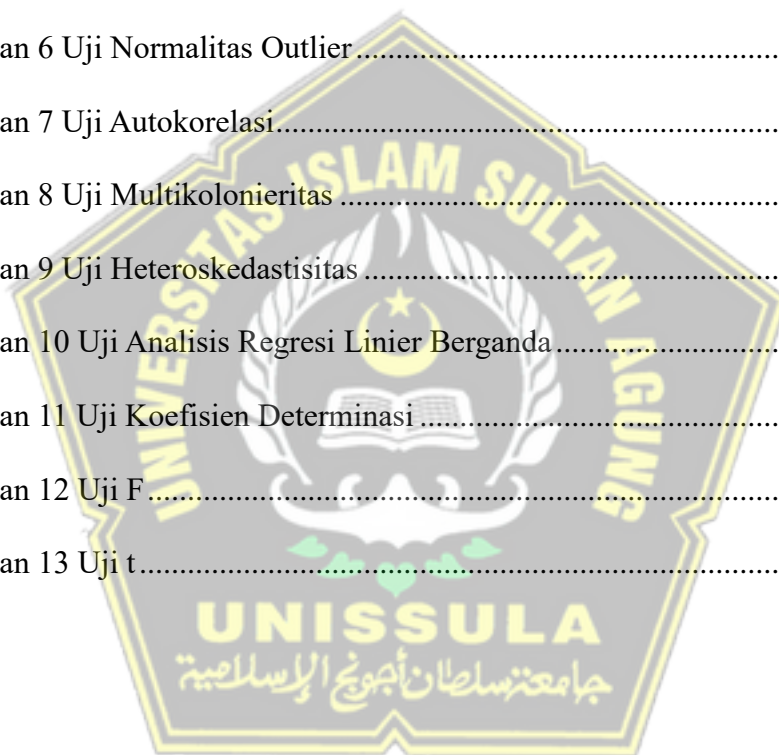 an 6 Uji Normalitas Outlier
an 7 Uji Autokorelasi
an 8 Uji Multikolonieritas
an 9 Uji Heteroskedastisitas
an 10 Uji Analisis Regresi Linier Berganda
an 11 Uji Koefisien Determinasi
an 12 Uji F
an 13 Uji t
UNIVERSITAS ISLAM SULTAN AGUNG
UNISSULA
جامعتنسلطان أجونج الإسلامية